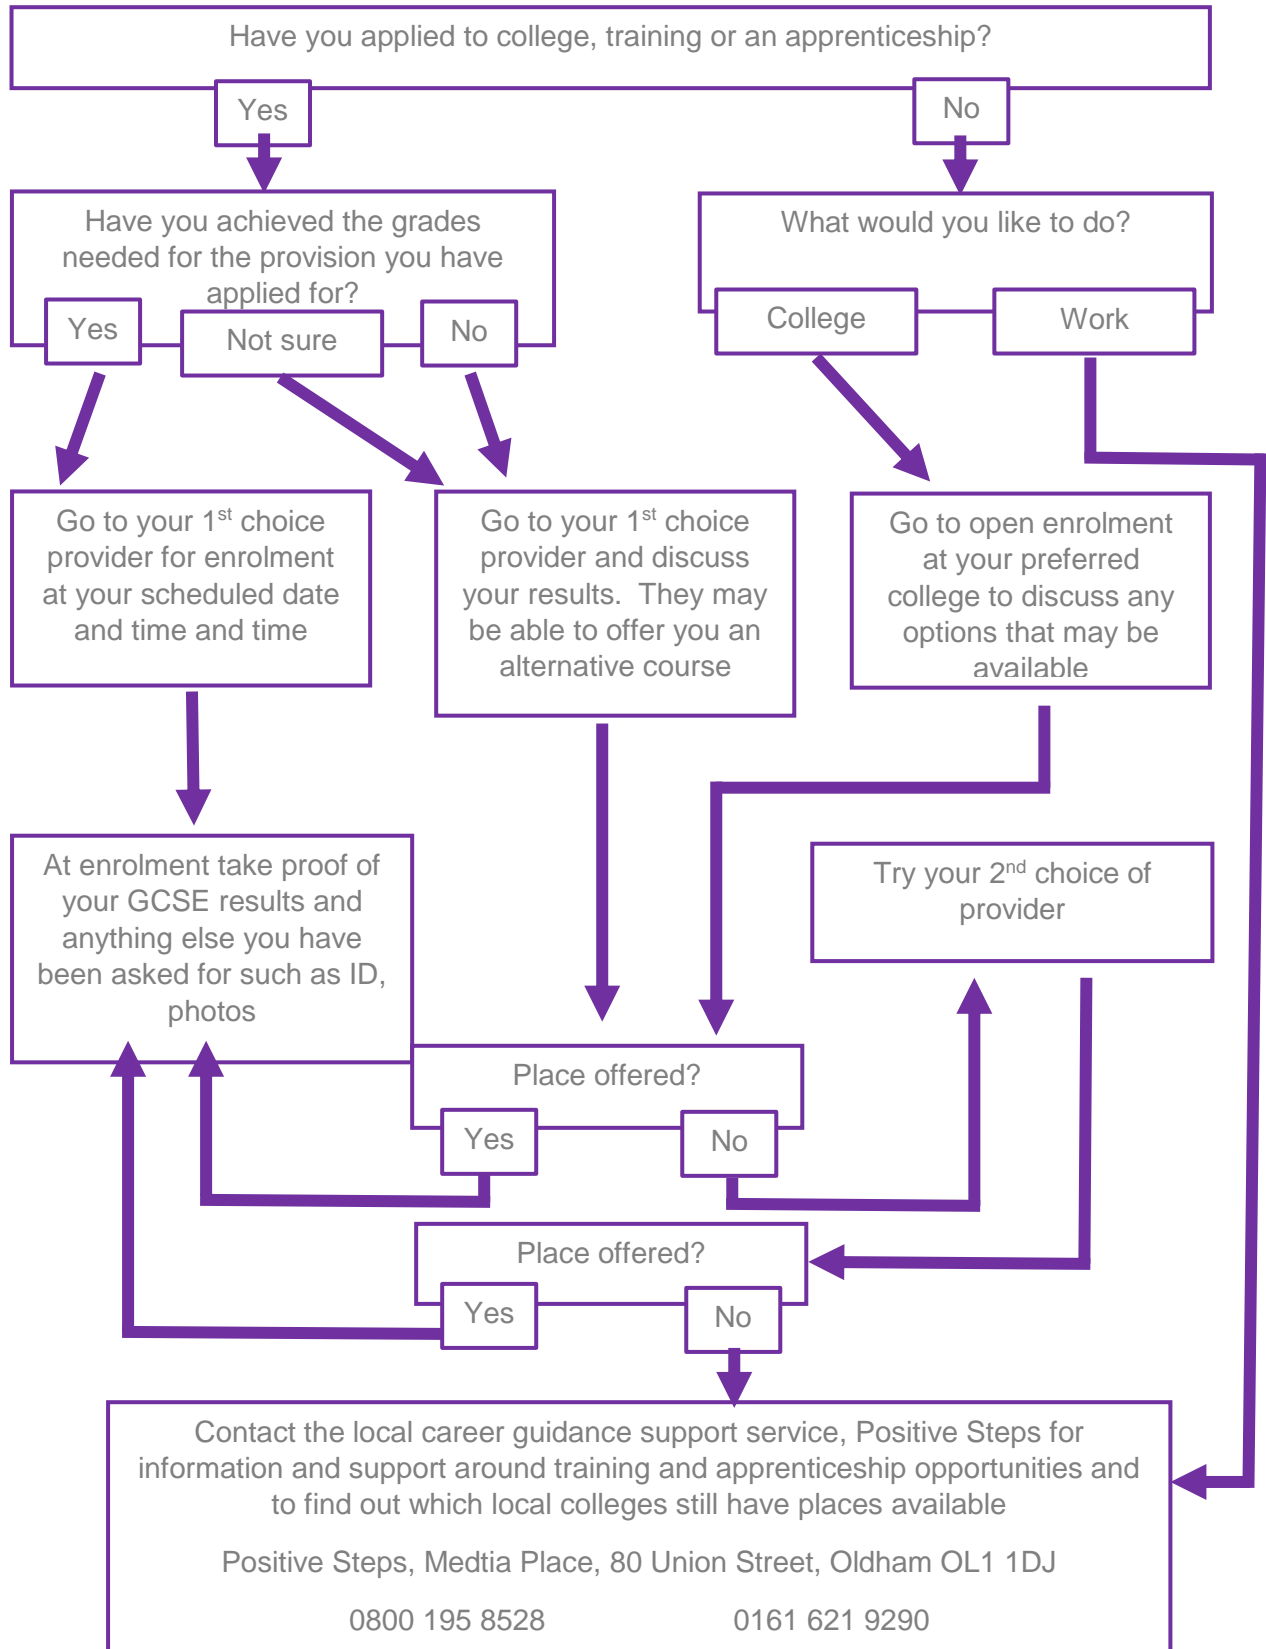 Have you applied to college, training or an apprenticeship?
Yes
No
Have you achieved the grades
needed for the provision you have
applied for?
Yes
Not sure
No
What would you like to do?
College
Work
Go to your 1st choice
provider for enrolment
at your scheduled date
and time and time
Go to your 1st choice
provider and discuss
your results. They may
be able to offer you an
alternative course
Go to open enrolment
at your preferred
college to discuss any
options that may be
available
At enrolment take proof of
your GCSE results and
anything else you have
been asked for such as ID,
photos
Try your 2nd choice of
provider
Place offered?
Yes
No
Place offered?
Yes
No
Contact the local career guidance support service, Positive Steps for
information and support around training and apprenticeship opportunities and
to find out which local colleges still have places available
Positive Steps, Medtia Place, 80 Union Street, Oldham OL1 1DJ
0800 195 8528 0161 621 9290